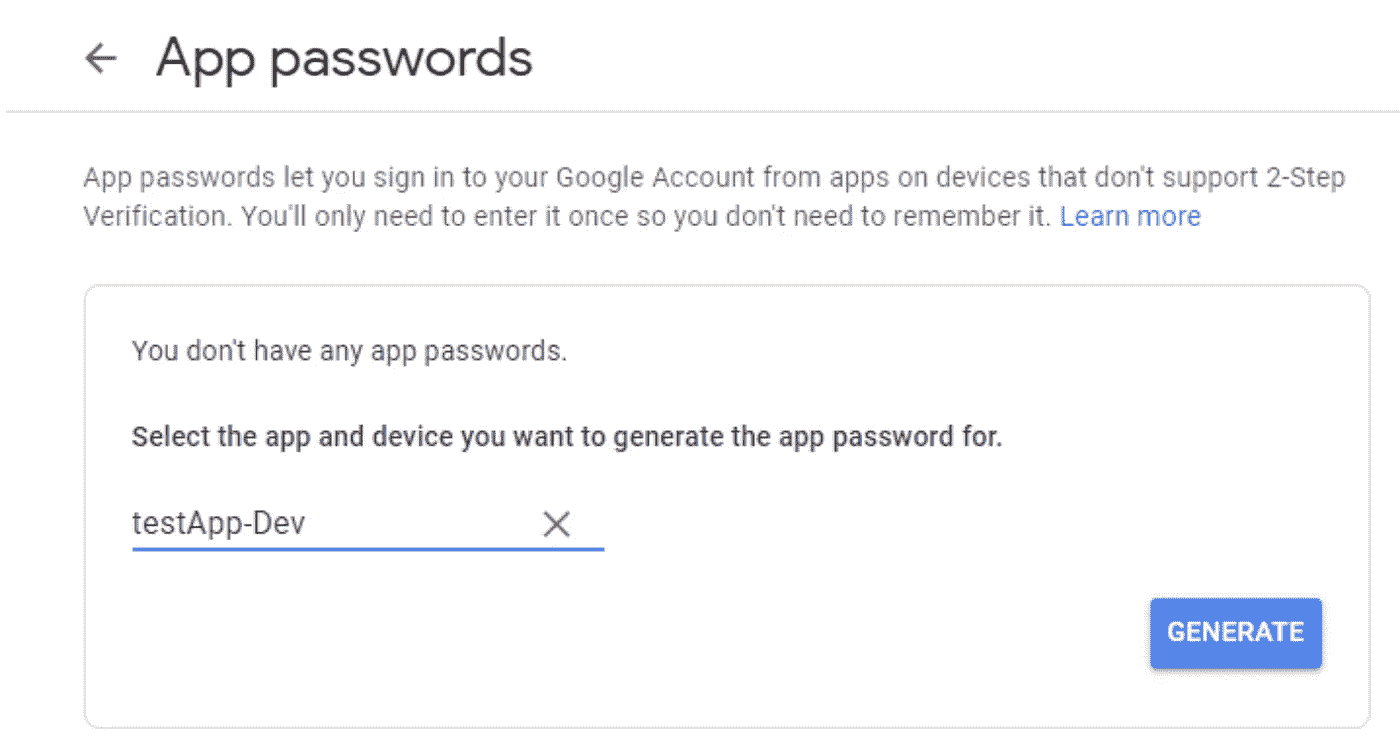 App passwords
App passwords let you sign in to your Google Account from apps on devices that don't support 2-Step
Verification. You'll only need to enter it once so you don't need to remember it. Learn more
You don't have any app passwords.
Select the app and device you want to generate the app password for.
testApp-Dev
GENERATE